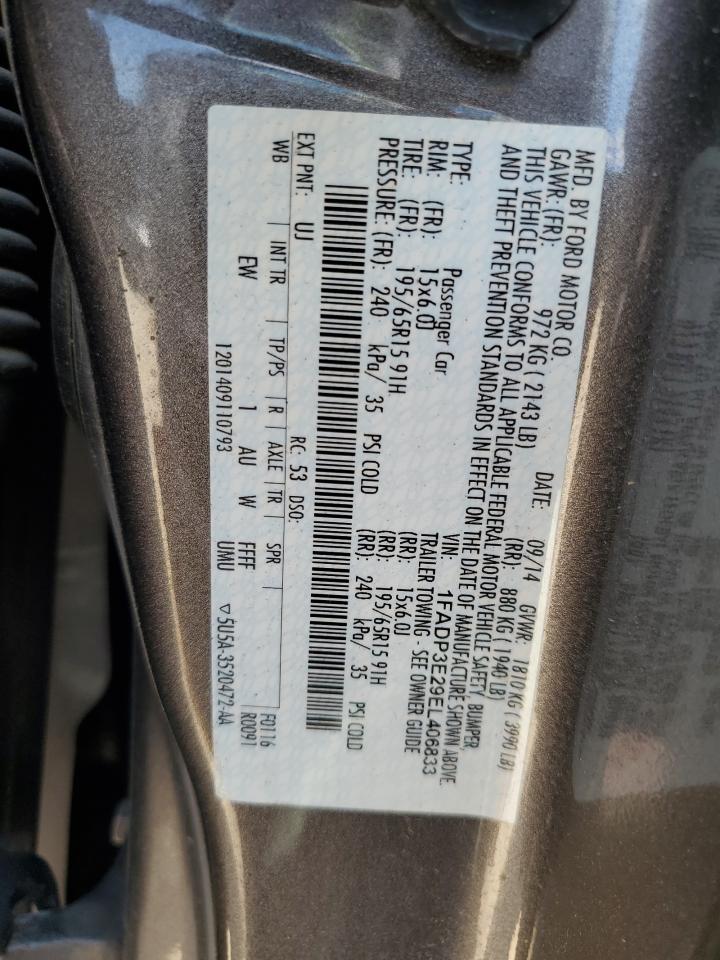 MFD. BY FORD MOTOR CO. DATE: 09/14 GVWR: 1810 KG ( 3990 LB)
GAWR: (FR): 972 KG ( 2143 LB) (RR): 880 KG ( 1940 LB)
THIS VEHICLE CONFORMS TO ALL APPLICABLE FEDERAL MOTOR VEHICLE SAFETY, BUMPER,
AND THEFT PREVENTION STANDARDS IN EFFECT ON THE DATE OF MANUFACTURE SHOWN ABOVE.
VIN: 1FADP3E29EL406833
TYPE: Passenger Car TRAILER TOWING - SEE OWNER GUIDE
RIM: (FR): 15x6.0J (RR): 15x6.0J
TIRE: (FR): 195/65R15 91H (RR): 195/65R15 91H
PRESSURE: (FR): 240 kPa/ 35 PSI COLD (RR): 240 kPa/ 35 PSI COLD
EXT PNT: UJ RC: 53 DSO:
WB INT TR TP/PS R AXLE TR SPR F0116
EW 1 AU W FFFF R0091
1201409110793 UMU ▽5U5A-3520472-AA